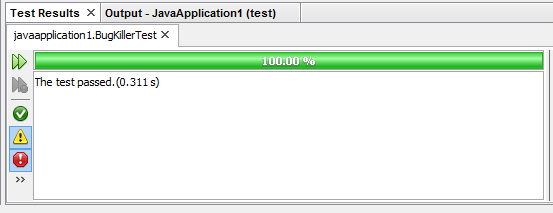 Test Results
Output - JavaApplication1 (test)
javaapplication1.BugKillerTest
100.00 %
The test passed.(0.311 s)